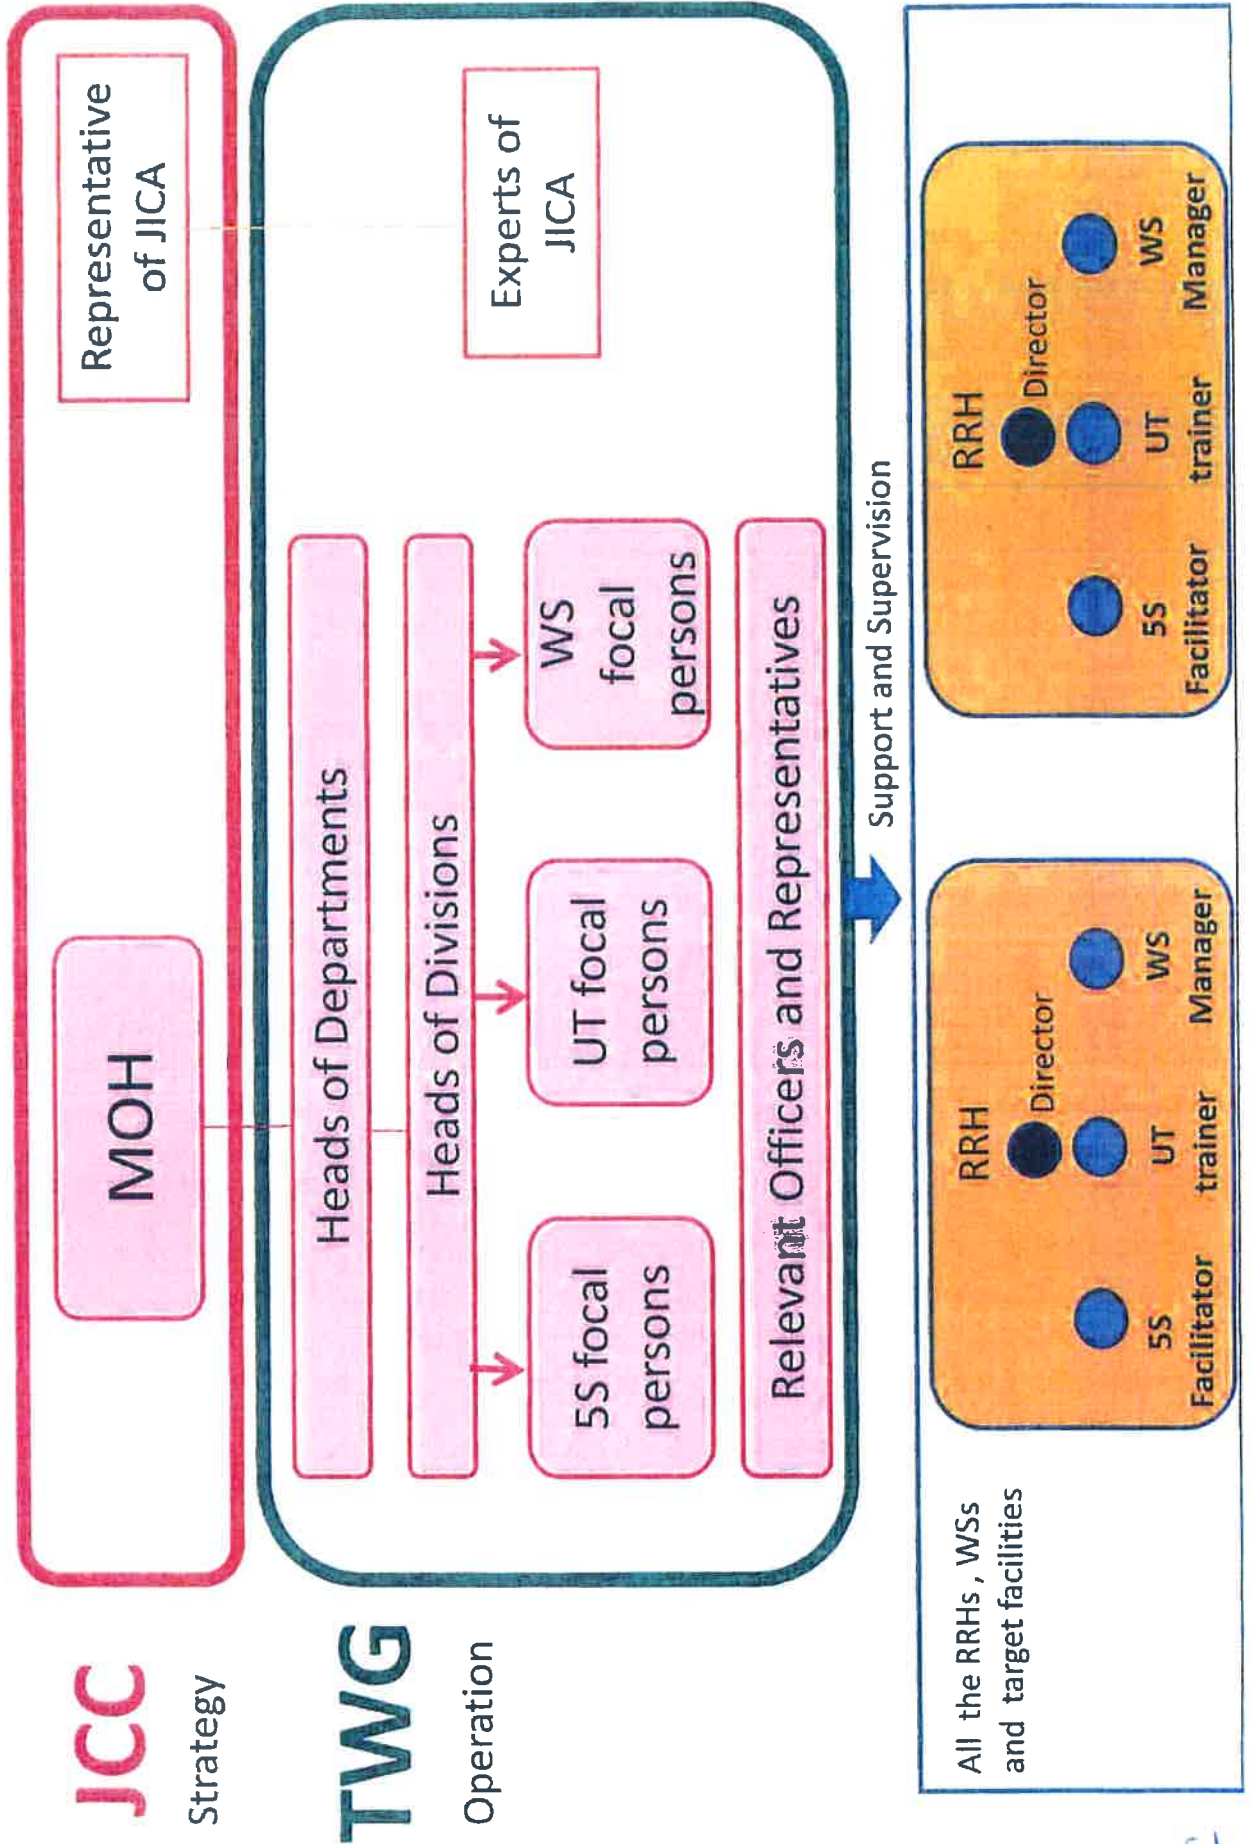 JCC
Strategy
MOH
Representative
of JICA
TWG
Operation
Heads of Departments
Heads of Divisions
5S focal
persons
UT focal
persons
WS
focal
persons
Experts of
JICA
Relevant Officers and Representatives
Support and Supervision
All the RRHs , WSs
and target facilities
RRH
Director
5S
Facilitator
UT
trainer
WS
Manager
RRH
Director
5S
Facilitator
UT
trainer
WS
Manager